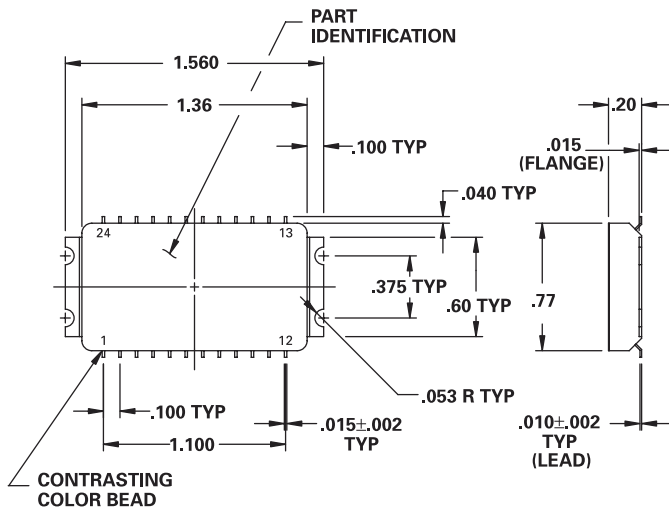 PART
IDENTIFICATION
1.560
1.36
.20
.100 TYP
.015
(FLANGE)
.040 TYP
24
13
.375 TYP
.60 TYP
.77
1
12
.053 R TYP
.100 TYP
.015±.002
TYP
.010±.002
TYP
(LEAD)
1.100
CONTRASTING
COLOR BEAD